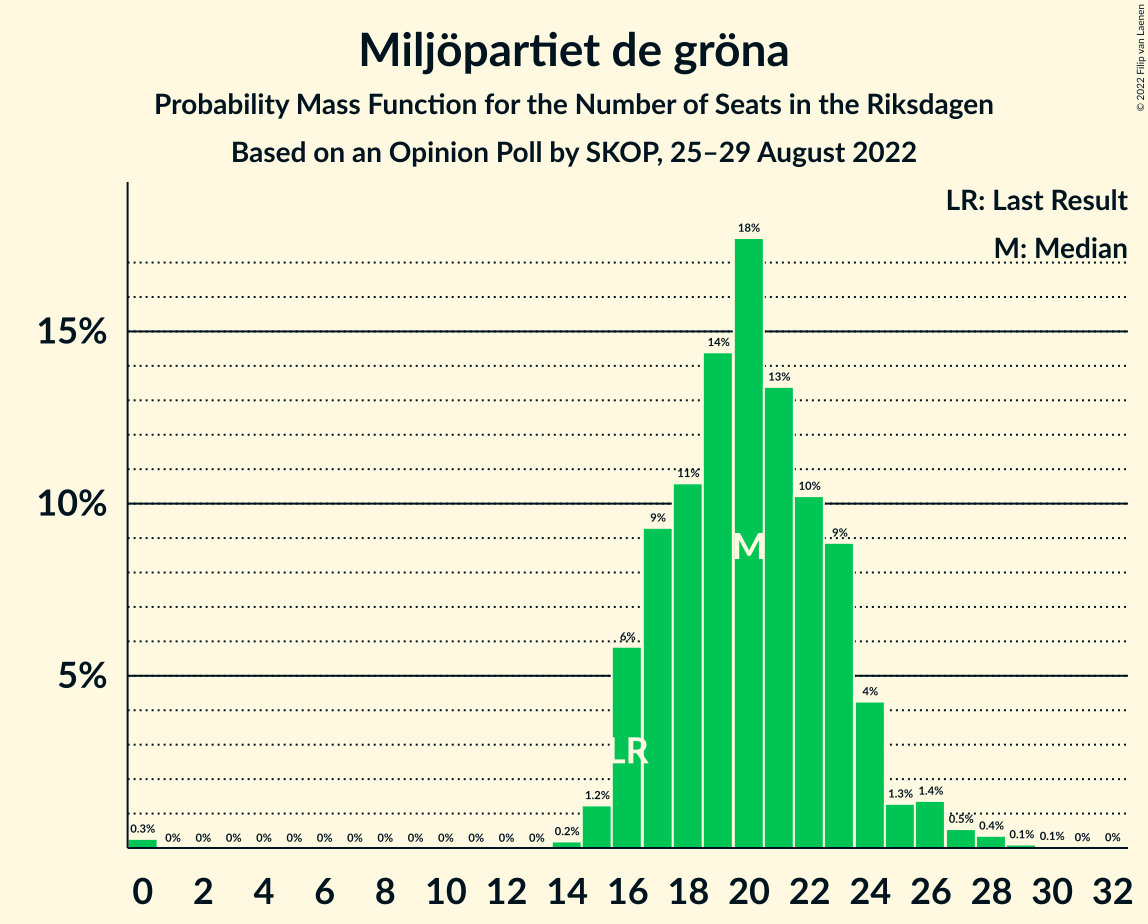 Miljöpartiet de gröna
Probability Mass Function for the Number of Seats in the Riksdagen
Based on an Opinion Poll by SKOP, 25–29 August 2022
© 2022 Filip van Laenen
LR: Last Result
M: Median
15%
10%
5%
0.3% 0% 0% 0% 0% 0% 0% 0% 0% 0% 0% 0% 0% 0% 0.2% 1.2% 6% 9% 11% 14% 18% 13% 10% 9% 4% 1.3% 1.4% 0.5% 0.4% 0.1% 0.1% 0% 0%
M
LR
0 2 4 6 8 10 12 14 16 18 20 22 24 26 28 30 32